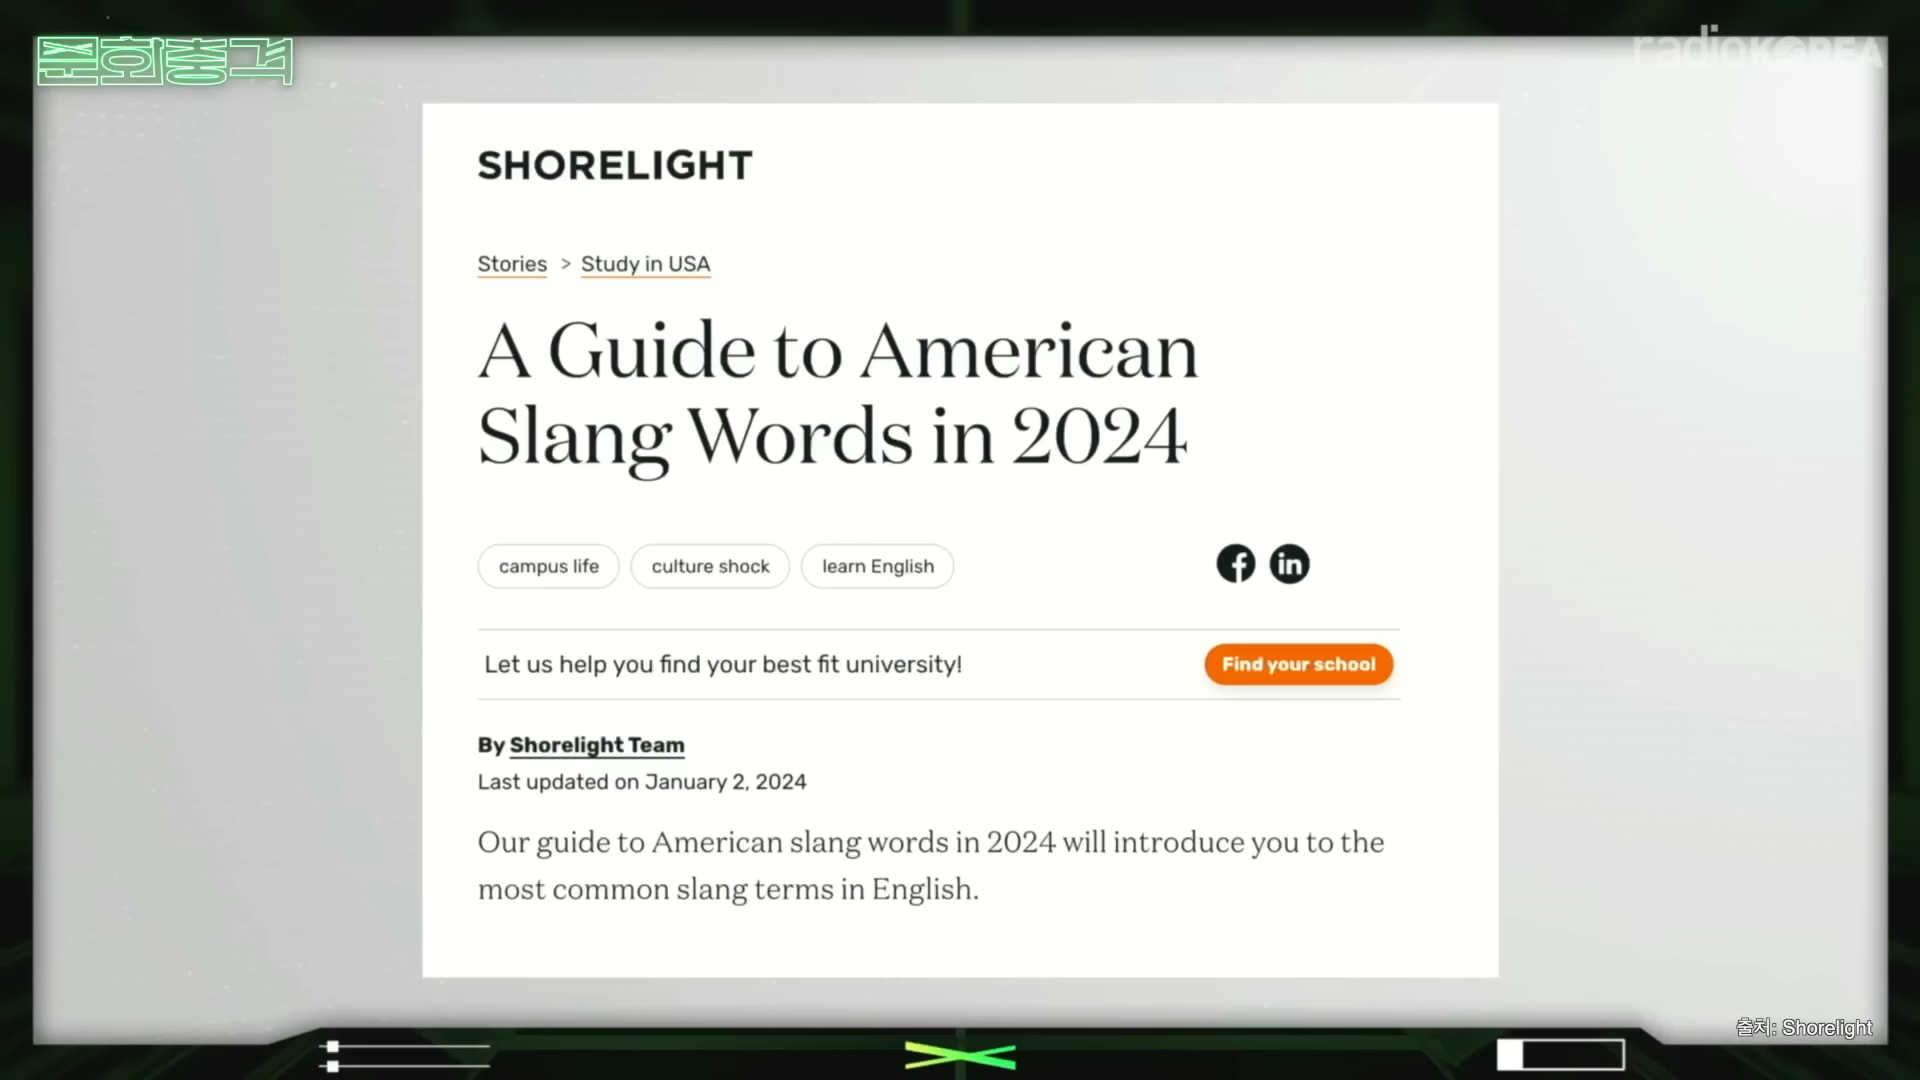 문화충격
radioKOREA
SHORELIGHT
Stories > Study in USA
A Guide to American
Slang Words in 2024
campus life culture shock learn English
Let us help you find your best fit university! Find your school
By Shorelight Team
Last updated on January 2, 2024
Our guide to American slang words in 2024 will introduce you to the
most common slang terms in English.
출처: Shorelight